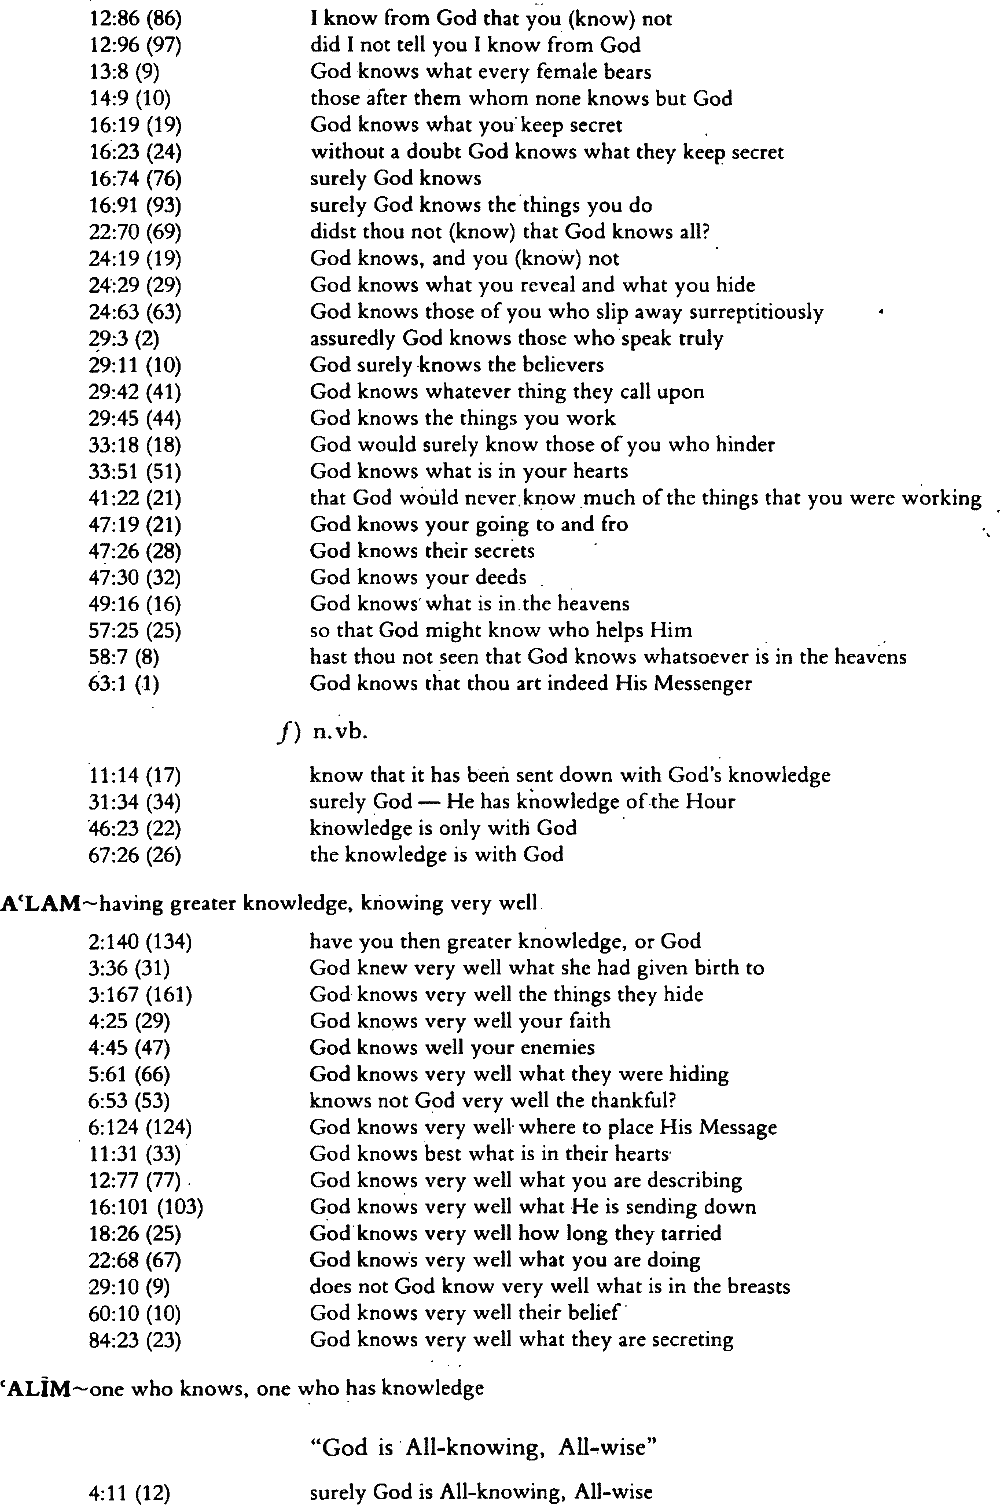 12:86 (86) I know from God that you (know) not
12:96 (97) did I not tell you I know from God
13:8 (9) God knows what every female bears
14:9 (10) those after them whom none knows but God
16:19 (19) God knows what you keep secret
16:23 (24) without a doubt God knows what they keep secret
16:74 (76) surely God knows
16:91 (93) surely God knows the things you do
22:70 (69) didst thou not (know) that God knows all?
24:19 (19) God knows, and you (know) not
24:29 (29) God knows what you reveal and what you hide
24:63 (63) God knows those of you who slip away surreptitiously
29:3 (2) assuredly God knows those who speak truly
29:11 (10) God surely knows the believers
29:42 (41) God knows whatever thing they call upon
29:45 (44) God knows the things you work
33:18 (18) God would surely know those of you who hinder
33:51 (51) God knows what is in your hearts
41:22 (21) that God would never know much of the things that you were working
47:19 (21) God knows your going to and fro
47:26 (28) God knows their secrets
47:30 (32) God knows your deeds
49:16 (16) God knows what is in the heavens
57:25 (25) so that God might know who helps Him
58:7 (8) hast thou not seen that God knows whatsoever is in the heavens
63:1 (1) God knows that thou art indeed His Messenger
f) n.vb.
11:14 (17) know that it has been sent down with God's knowledge
31:34 (34) surely God — He has knowledge of the Hour
46:23 (22) knowledge is only with God
67:26 (26) the knowledge is with God
A‘LAM~having greater knowledge, knowing very well
2:140 (134) have you then greater knowledge, or God
3:36 (31) God knew very well what she had given birth to
3:167 (161) God knows very well the things they hide
4:25 (29) God knows very well your faith
4:45 (47) God knows well your enemies
5:61 (66) God knows very well what they were hiding
6:53 (53) knows not God very well the thankful?
6:124 (124) God knows very well where to place His Message
11:31 (33) God knows best what is in their hearts
12:77 (77) God knows very well what you are describing
16:101 (103) God knows very well what He is sending down
18:26 (25) God knows very well how long they tarried
22:68 (67) God knows very well what you are doing
29:10 (9) does not God know very well what is in the breasts
60:10 (10) God knows very well their belief
84:23 (23) God knows very well what they are secreting
‘ALĪM~one who knows, one who has knowledge
“God is All-knowing, All-wise”
4:11 (12) surely God is All-knowing, All-wise